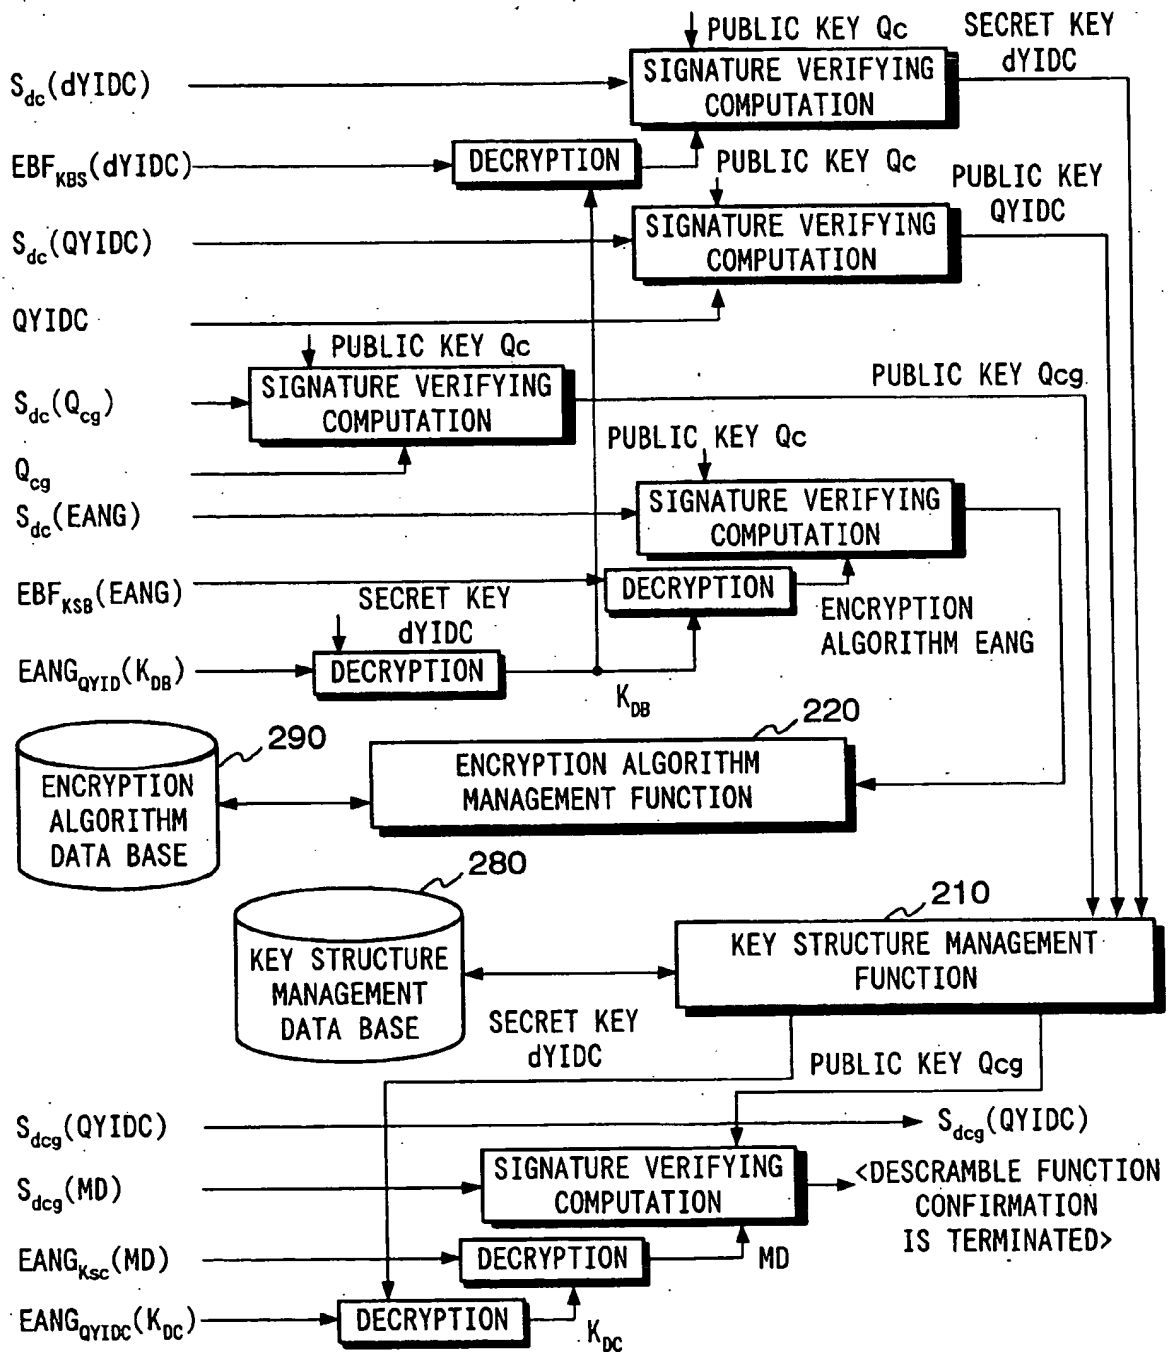 PUBLIC KEY Qc
SECRET KEY
dYIDC
Sdc(dYIDC)
SIGNATURE VERIFYING
COMPUTATION
EBFKBS(dYIDC)
DECRYPTION
PUBLIC KEY Qc
PUBLIC KEY
QYIDC
Sdc(QYIDC)
SIGNATURE VERIFYING
COMPUTATION
QYIDC
PUBLIC KEY Qc
Sdc(Qcg)
SIGNATURE VERIFYING
COMPUTATION
PUBLIC KEY Qcg
PUBLIC KEY Qc
Qcg
Sdc(EANG)
SIGNATURE VERIFYING
COMPUTATION
EBFKSB(EANG)
DECRYPTION
SECRET KEY
dYIDC
ENCRYPTION
ALGORITHM EANG
EANGQYID(KDB)
DECRYPTION
KDB
290
220
ENCRYPTION
ALGORITHM
DATA BASE
ENCRYPTION ALGORITHM
MANAGEMENT FUNCTION
280
210
KEY STRUCTURE
MANAGEMENT
DATA BASE
KEY STRUCTURE MANAGEMENT
FUNCTION
SECRET KEY
dYIDC
PUBLIC KEY Qcg
Sdcg(QYIDC)
Sdcg(QYIDC)
Sdcg(MD)
SIGNATURE VERIFYING
COMPUTATION
<DESCRAMBLE FUNCTION
CONFIRMATION
IS TERMINATED>
EANGKsc(MD)
DECRYPTION
MD
EANGQYIDC(KDC)
DECRYPTION
KDC